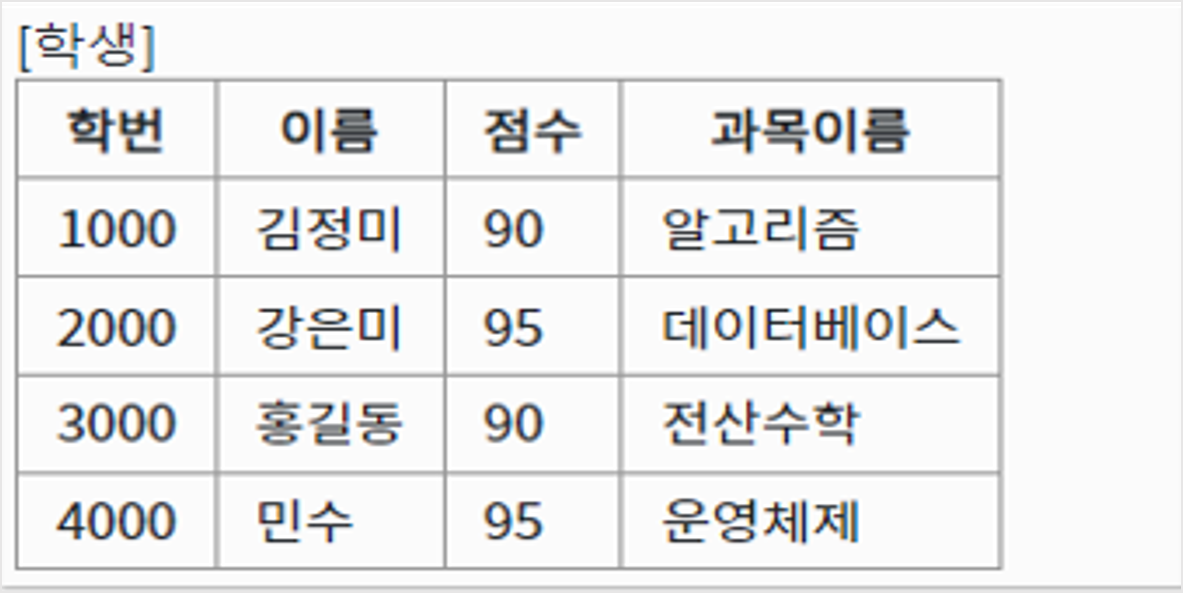 [학생]
학번 이름 점수 과목이름
1000 김정미 90 알고리즘
2000 강은미 95 데이터베이스
3000 홍길동 90 전산수학
4000 민수 95 운영체제